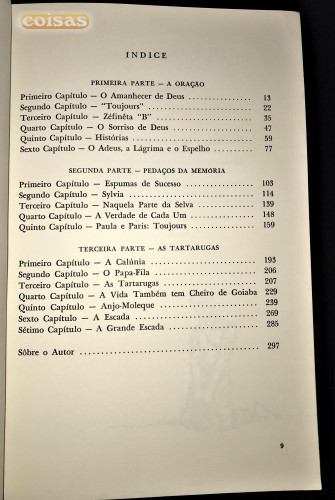 coisas
ÍNDICE
PRIMEIRA PARTE — A ORAÇÃO
Primeiro Capítulo — O Amanhecer de Deus 13
Segundo Capítulo — "Toujours" 22
Terceiro Capítulo — Zéfinêta "B" 35
Quarto Capítulo — O Sorriso de Deus 47
Quinto Capítulo — Histórias 59
Sexto Capítulo — O Adeus, a Lágrima e o Espelho 77
SEGUNDA PARTE — PEDAÇOS DA MEMÓRIA
Primeiro Capítulo — Espumas de Sucesso 103
Segundo Capítulo — Sylvia 114
Terceiro Capítulo — Naquela Parte da Selva 139
Quarto Capítulo — A Verdade de Cada Um 148
Quinto Capítulo — Paula e Paris: Toujours 159
TERCEIRA PARTE — AS TARTARUGAS
Primeiro Capítulo — A Calúnia 193
Segundo Capítulo — O Papa-Fila 206
Terceiro Capítulo — As Tartarugas 207
Quarto Capítulo — A Vida Também tem Cheiro de Goiaba 229
Quinto Capítulo — Anjo-Moleque 239
Sexto Capítulo — A Escada 269
Sétimo Capítulo — A Grande Escada 285
Sôbre o Autor 297
9